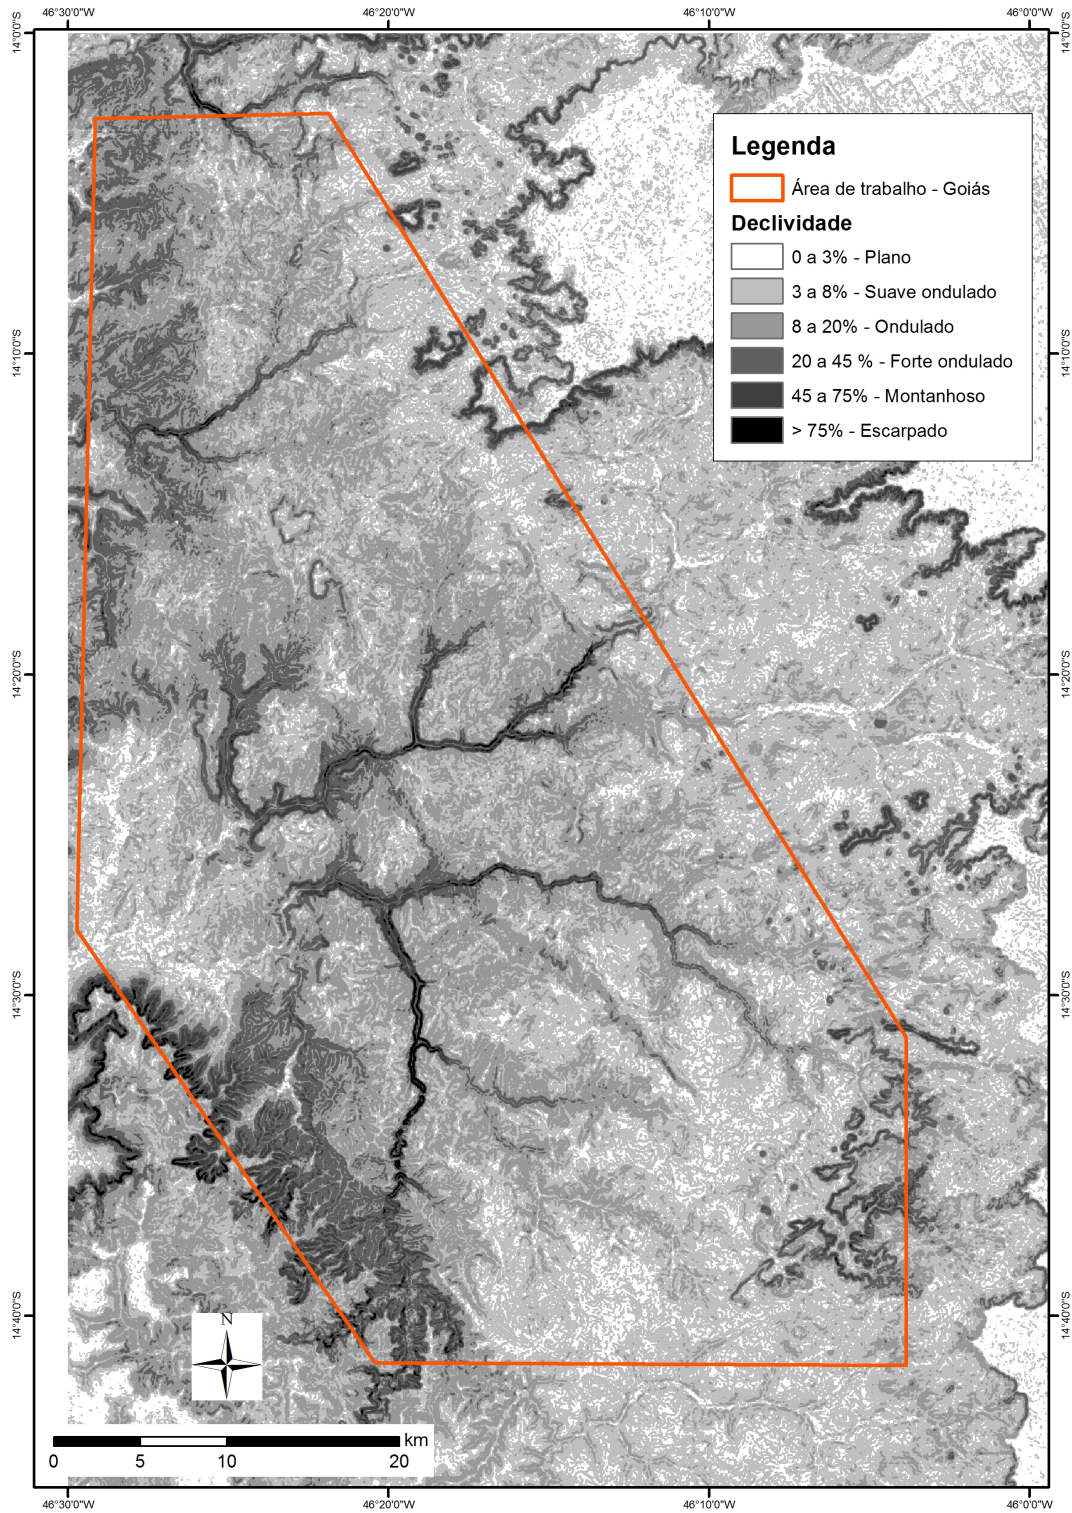 46°30'0"W
46°20'0"W
46°10'0"W
46°0'0"W
14°0'0"S
14°0'0"S
Legenda
Área de trabalho - Goiás
Declividade
0 a 3% - Plano
3 a 8% - Suave ondulado
8 a 20% - Ondulado
20 a 45 % - Forte ondulado
45 a 75% - Montanhoso
> 75% - Escarpado
14°10'0"S
14°10'0"S
14°20'0"S
14°20'0"S
14°30'0"S
14°30'0"S
14°40'0"S
14°40'0"S
N
km
0
5
10
20
46°30'0"W
46°20'0"W
46°10'0"W
46°0'0"W